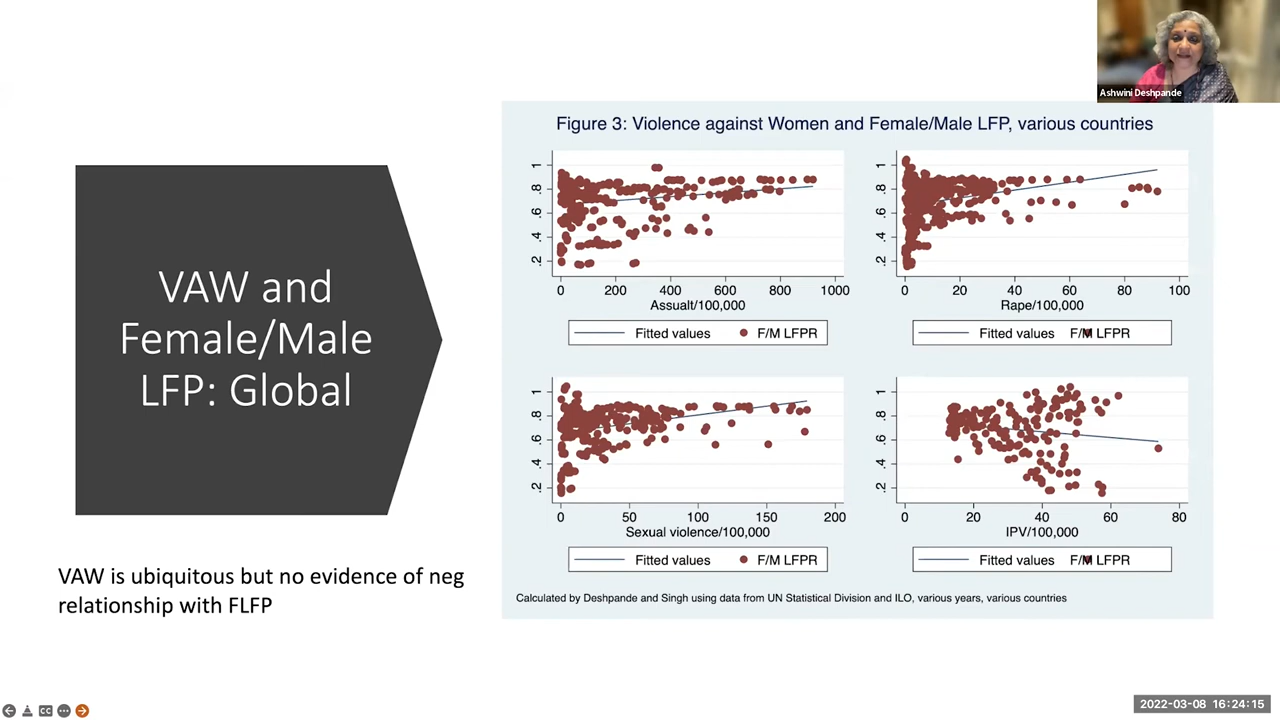 Ashwini Deshpande
VAW and
Female/Male
LFP: Global
VAW is ubiquitous but no evidence of neg
relationship with FLFP
Figure 3: Violence against Women and Female/Male LFP, various countries
1
.8
.6
.4
.2
0 200 400 600 800 1000
Assualt/100,000
Fitted values F/M LFPR
1
.8
.6
.4
.2
0 20 40 60 80 100
Rape/100,000
Fitted values F/M LFPR
1
.8
.6
.4
.2
0 50 100 150 200
Sexual violence/100,000
Fitted values F/M LFPR
1
.8
.6
.4
.2
0 20 40 60 80
IPV/100,000
Fitted values F/M LFPR
Calculated by Deshpande and Singh using data from UN Statistical Division and ILO, various years, various countries
CC
2022-03-08 16:24:15